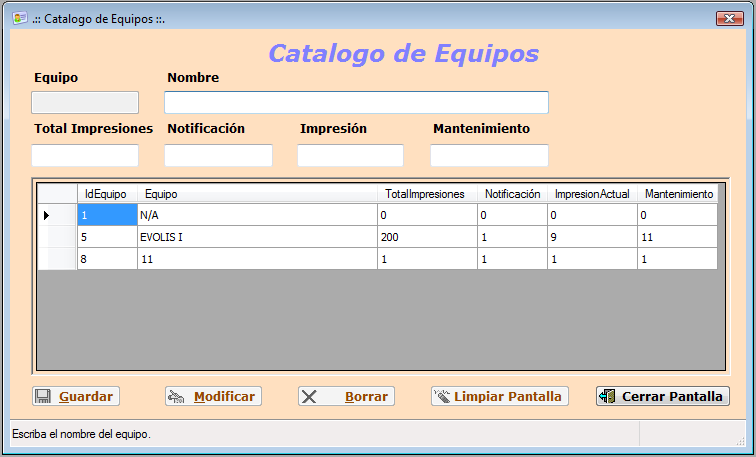 .:: Catalogo de Equipos ::.
Catalogo de Equipos
Equipo Nombre
Total Impresiones Notificación Impresión Mantenimiento
IdEquipo Equipo TotalImpresiones Notificación ImpresionActual Mantenimiento
1 N/A 0 0 0 0
5 EVOLIS I 200 1 9 11
8 11 1 1 1 1
Guardar Modificar Borrar Limpiar Pantalla Cerrar Pantalla
Escriba el nombre del equipo.